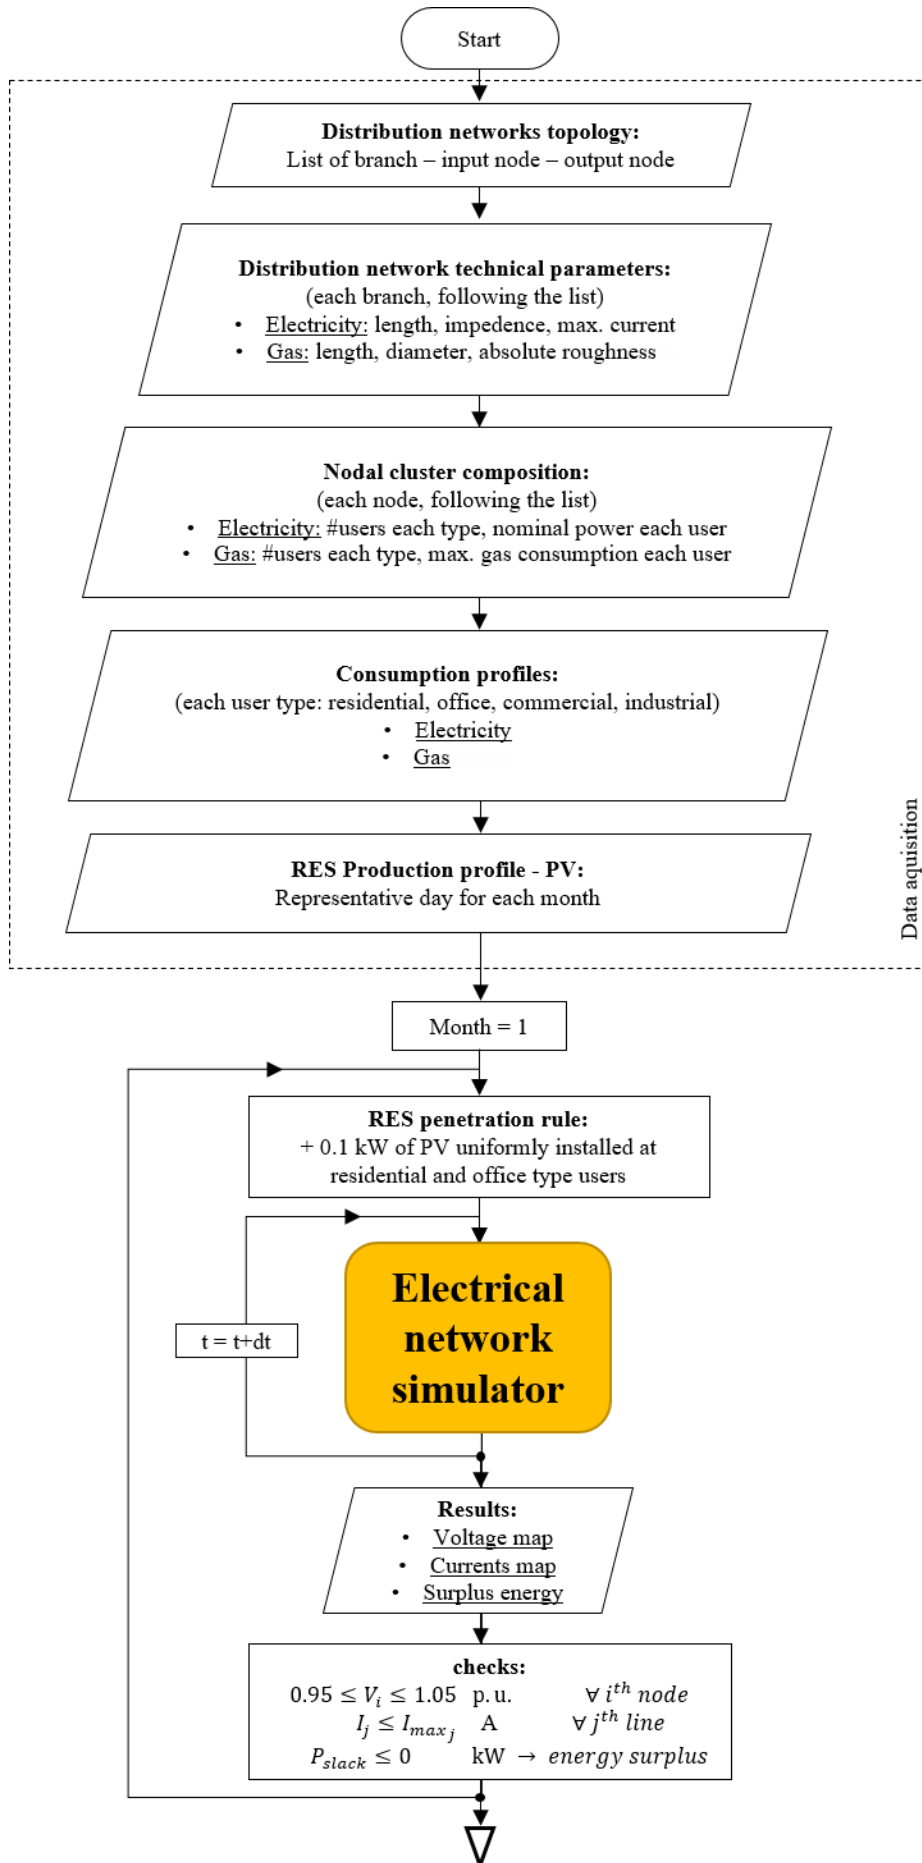 Start
Distribution networks topology:
List of branch – input node – output node
Distribution network technical parameters:
(each branch, following the list)
• Electricity: length, impedence, max. current
• Gas: length, diameter, absolute roughness
Nodal cluster composition:
(each node, following the list)
• Electricity: #users each type, nominal power each user
• Gas: #users each type, max. gas consumption each user
Consumption profiles:
(each user type: residential, office, commercial, industrial)
• Electricity
• Gas
RES Production profile - PV:
Representative day for each month
Data aquisition
Month = 1
RES penetration rule:
+ 0.1 kW of PV uniformly installed at
residential and office type users
Electrical
network
simulator
t = t+dt
Results:
• Voltage map
• Currents map
• Surplus energy
checks:
0.95 ≤ V_i ≤ 1.05 p.u. ∀ i^th node
I_j ≤ I_max_j A ∀ j^th line
P_slack ≤ 0 kW → energy surplus